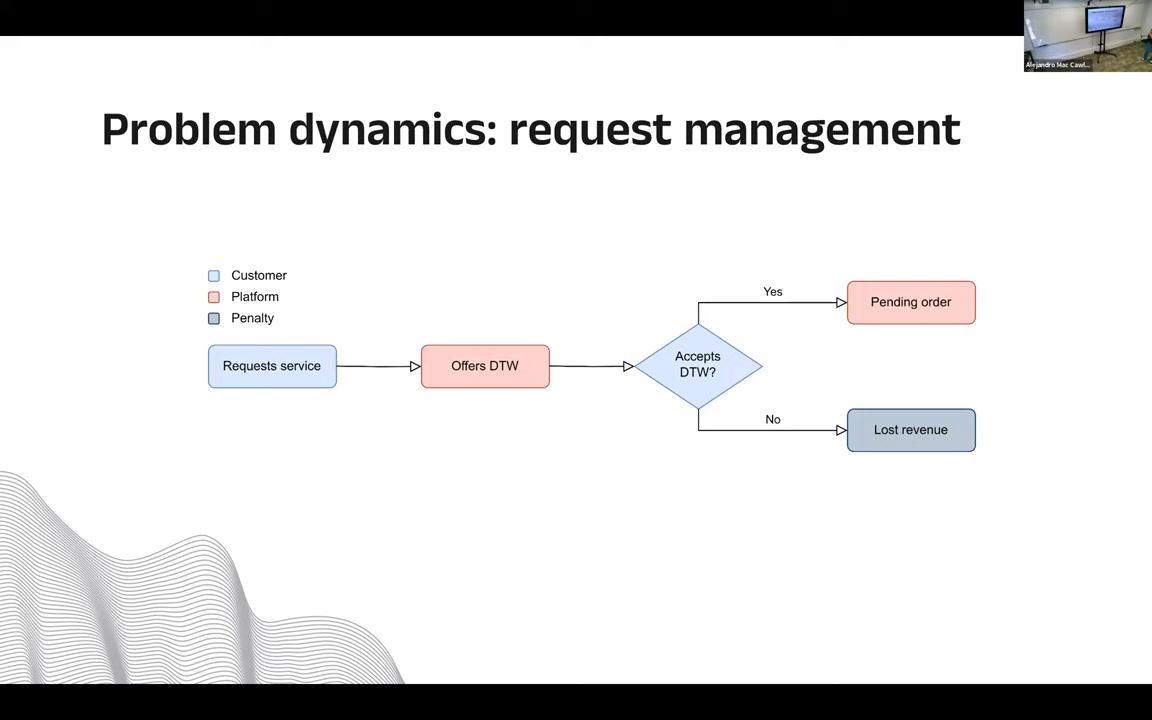 Alejandro Mac Cawl...
Problem dynamics: request management
Customer
Platform
Penalty
Requests service
Offers DTW
Accepts
DTW?
Yes
Pending order
No
Lost revenue